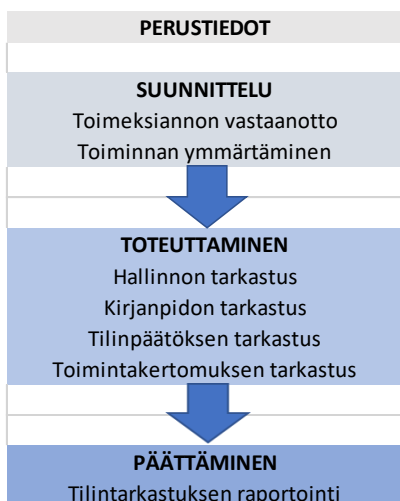 PERUSTIEDOT
SUUNNITTELU
Toimeksiannon vastaanotto
Toiminnan ymmärtäminen
TOTEUTTAMINEN
Hallinnon tarkastus
Kirjanpidon tarkastus
Tilinpäätöksen tarkastus
Toimintakertomuksen tarkastus
PÄÄTTÄMINEN
Tilintarkastuksen raportointi